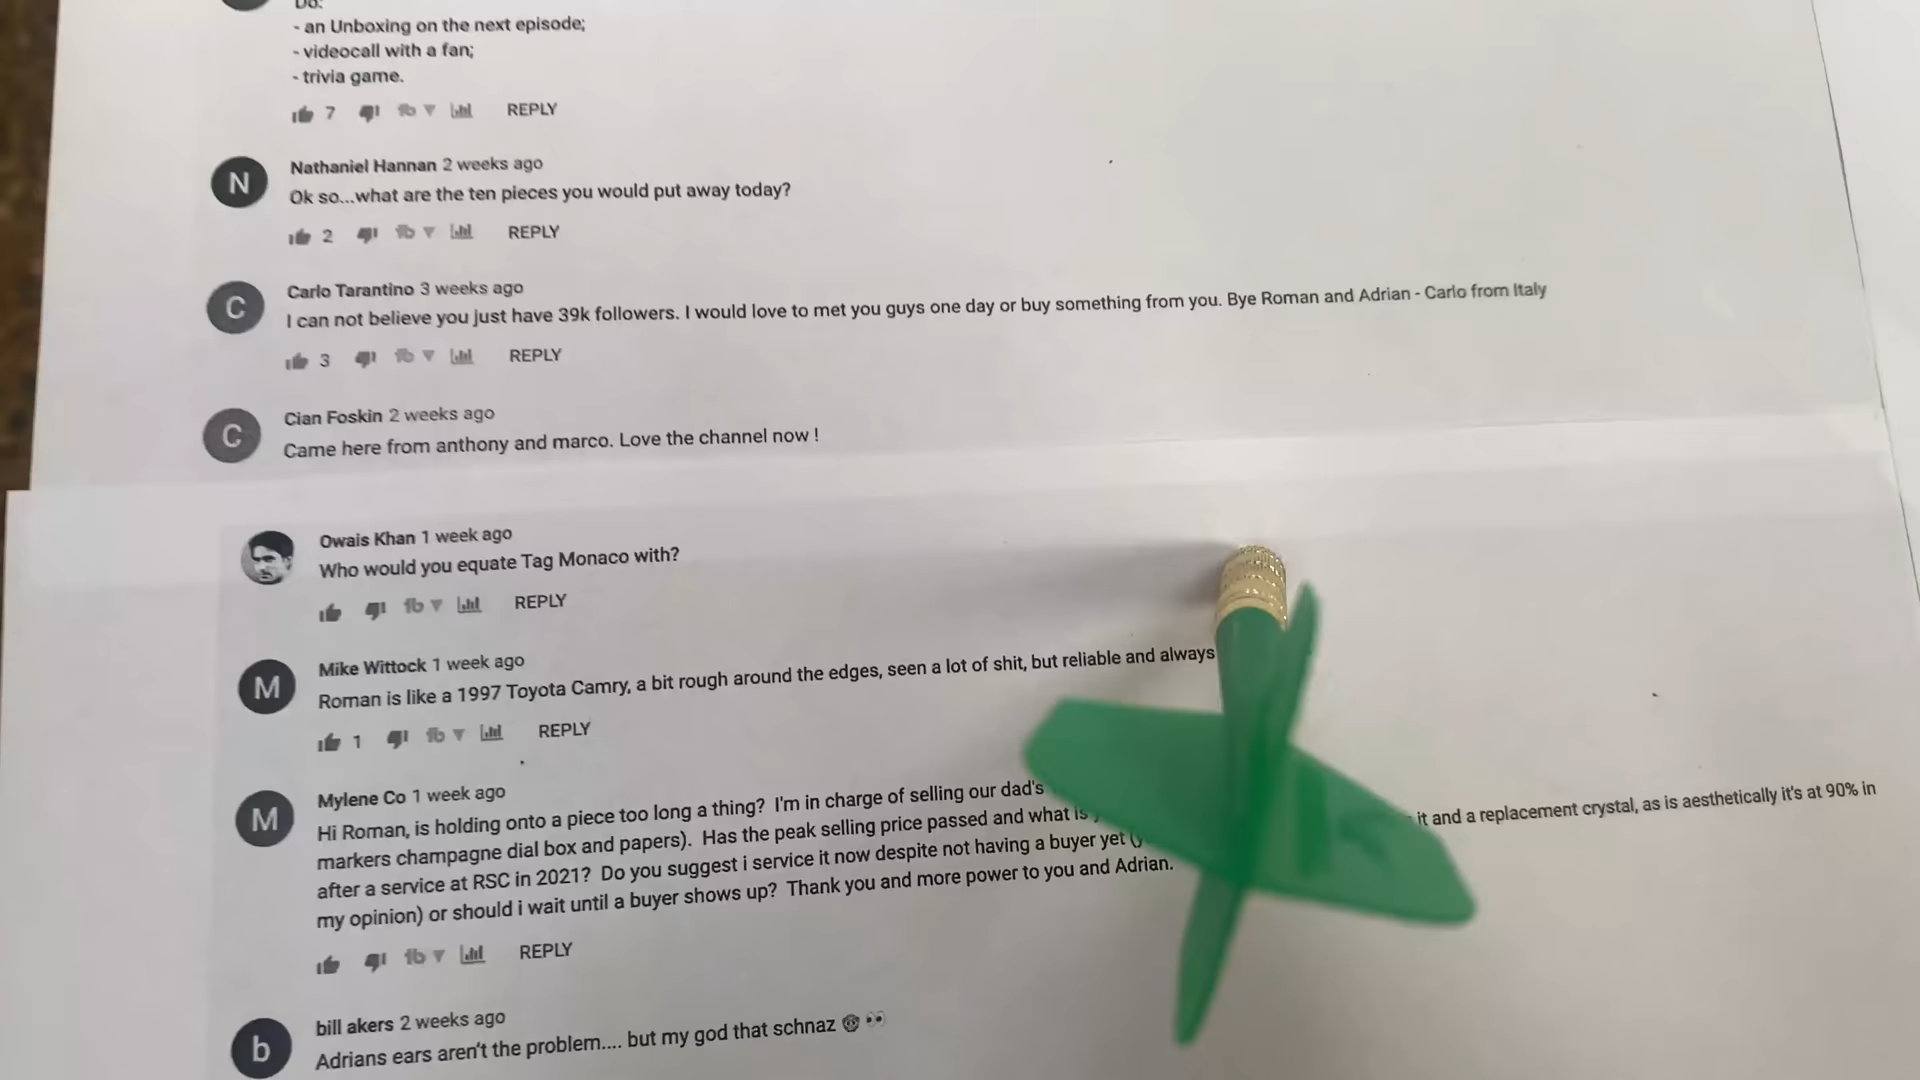 Do:
- an Unboxing on the next episode;
- videocall with a fan;
- trivia game.
7 REPLY
N
Nathaniel Hannan 2 weeks ago
Ok so...what are the ten pieces you would put away today?
2 REPLY
C
Carlo Tarantino 3 weeks ago
I can not believe you just have 39k followers. I would love to met you guys one day or buy something from you. Bye Roman and Adrian - Carlo from Italy
3 REPLY
C
Cian Foskin 2 weeks ago
Came here from anthony and marco. Love the channel now !
Owais Khan 1 week ago
Who would you equate Tag Monaco with?
REPLY
M
Mike Wittock 1 week ago
Roman is like a 1997 Toyota Camry, a bit rough around the edges, seen a lot of shit, but reliable and always
1 REPLY
M
Mylene Co 1 week ago
Hi Roman, is holding onto a piece too long a thing? I'm in charge of selling our dad's it and a replacement crystal, as is aesthetically it's at 90% in
markers champagne dial box and papers). Has the peak selling price passed and what is
after a service at RSC in 2021? Do you suggest i service it now despite not having a buyer yet
my opinion) or should i wait until a buyer shows up? Thank you and more power to you and Adrian.
REPLY
b
bill akers 2 weeks ago
Adrians ears aren't the problem.... but my god that schnaz 🤓 👀